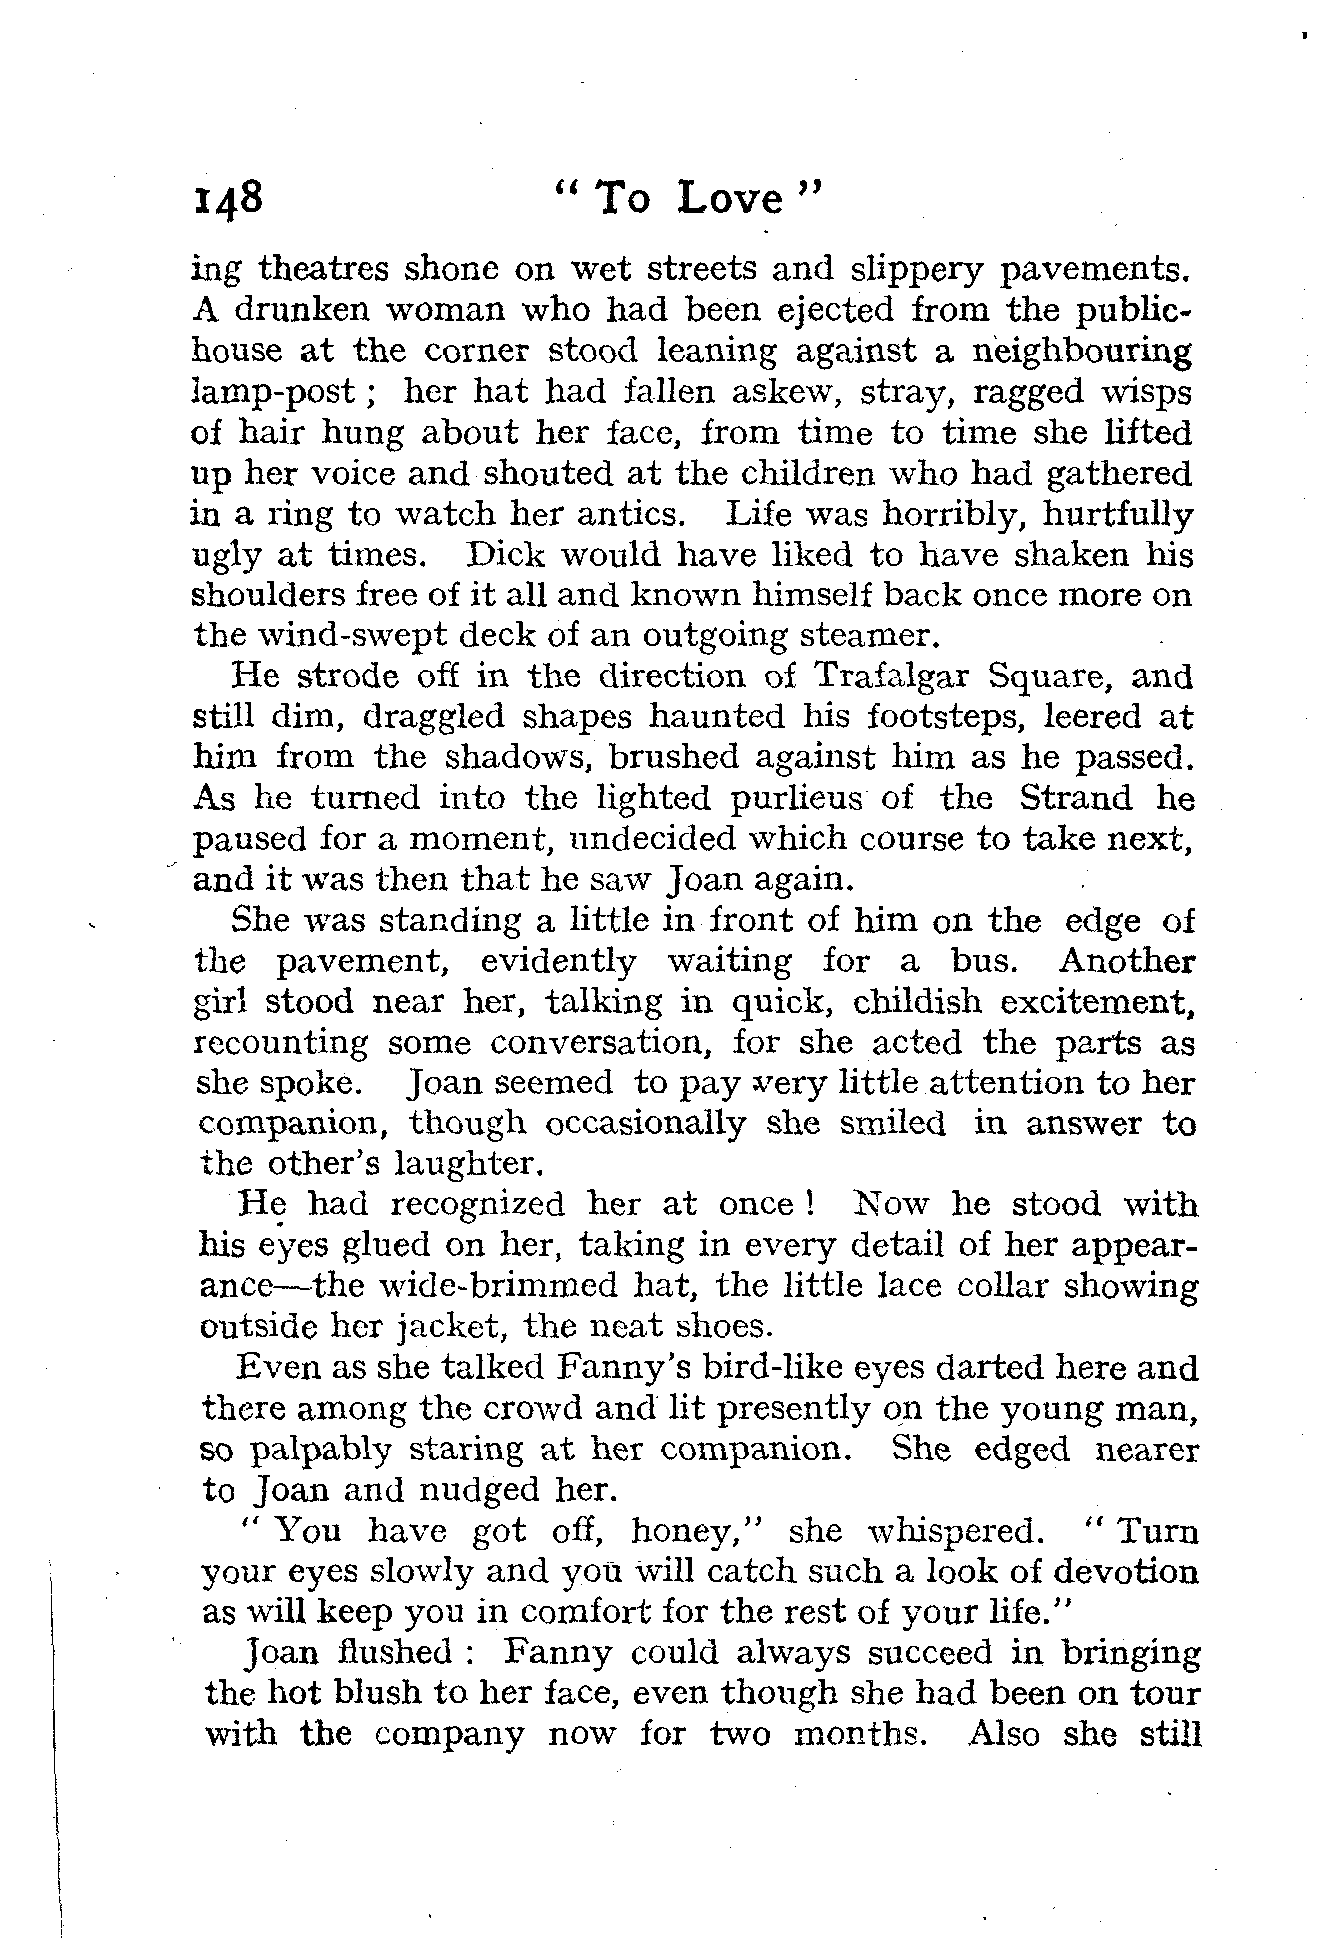 148 " To Love "
ing theatres shone on wet streets and slippery pavements.
A drunken woman who had been ejected from the public-
house at the corner stood leaning against a neighbouring
lamp-post ; her hat had fallen askew, stray, ragged wisps
of hair hung about her face, from time to time she lifted
up her voice and shouted at the children who had gathered
in a ring to watch her antics. Life was horribly, hurtfully
ugly at times. Dick would have liked to have shaken his
shoulders free of it all and known himself back once more on
the wind-swept deck of an outgoing steamer.
He strode off in the direction of Trafalgar Square, and
still dim, draggled shapes haunted his footsteps, leered at
him from the shadows, brushed against him as he passed.
As he turned into the lighted purlieus of the Strand he
paused for a moment, undecided which course to take next,
and it was then that he saw Joan again.
She was standing a little in front of him on the edge of
the pavement, evidently waiting for a bus. Another
girl stood near her, talking in quick, childish excitement,
recounting some conversation, for she acted the parts as
she spoke. Joan seemed to pay very little attention to her
companion, though occasionally she smiled in answer to
the other's laughter.
He had recognized her at once ! Now he stood with
his eyes glued on her, taking in every detail of her appear-
ance—the wide-brimmed hat, the little lace collar showing
outside her jacket, the neat shoes.
Even as she talked Fanny's bird-like eyes darted here and
there among the crowd and lit presently on the young man,
so palpably staring at her companion. She edged nearer
to Joan and nudged her.
" You have got off, honey," she whispered. " Turn
your eyes slowly and you will catch such a look of devotion
as will keep you in comfort for the rest of your life."
Joan flushed : Fanny could always succeed in bringing
the hot blush to her face, even though she had been on tour
with the company now for two months. Also she still